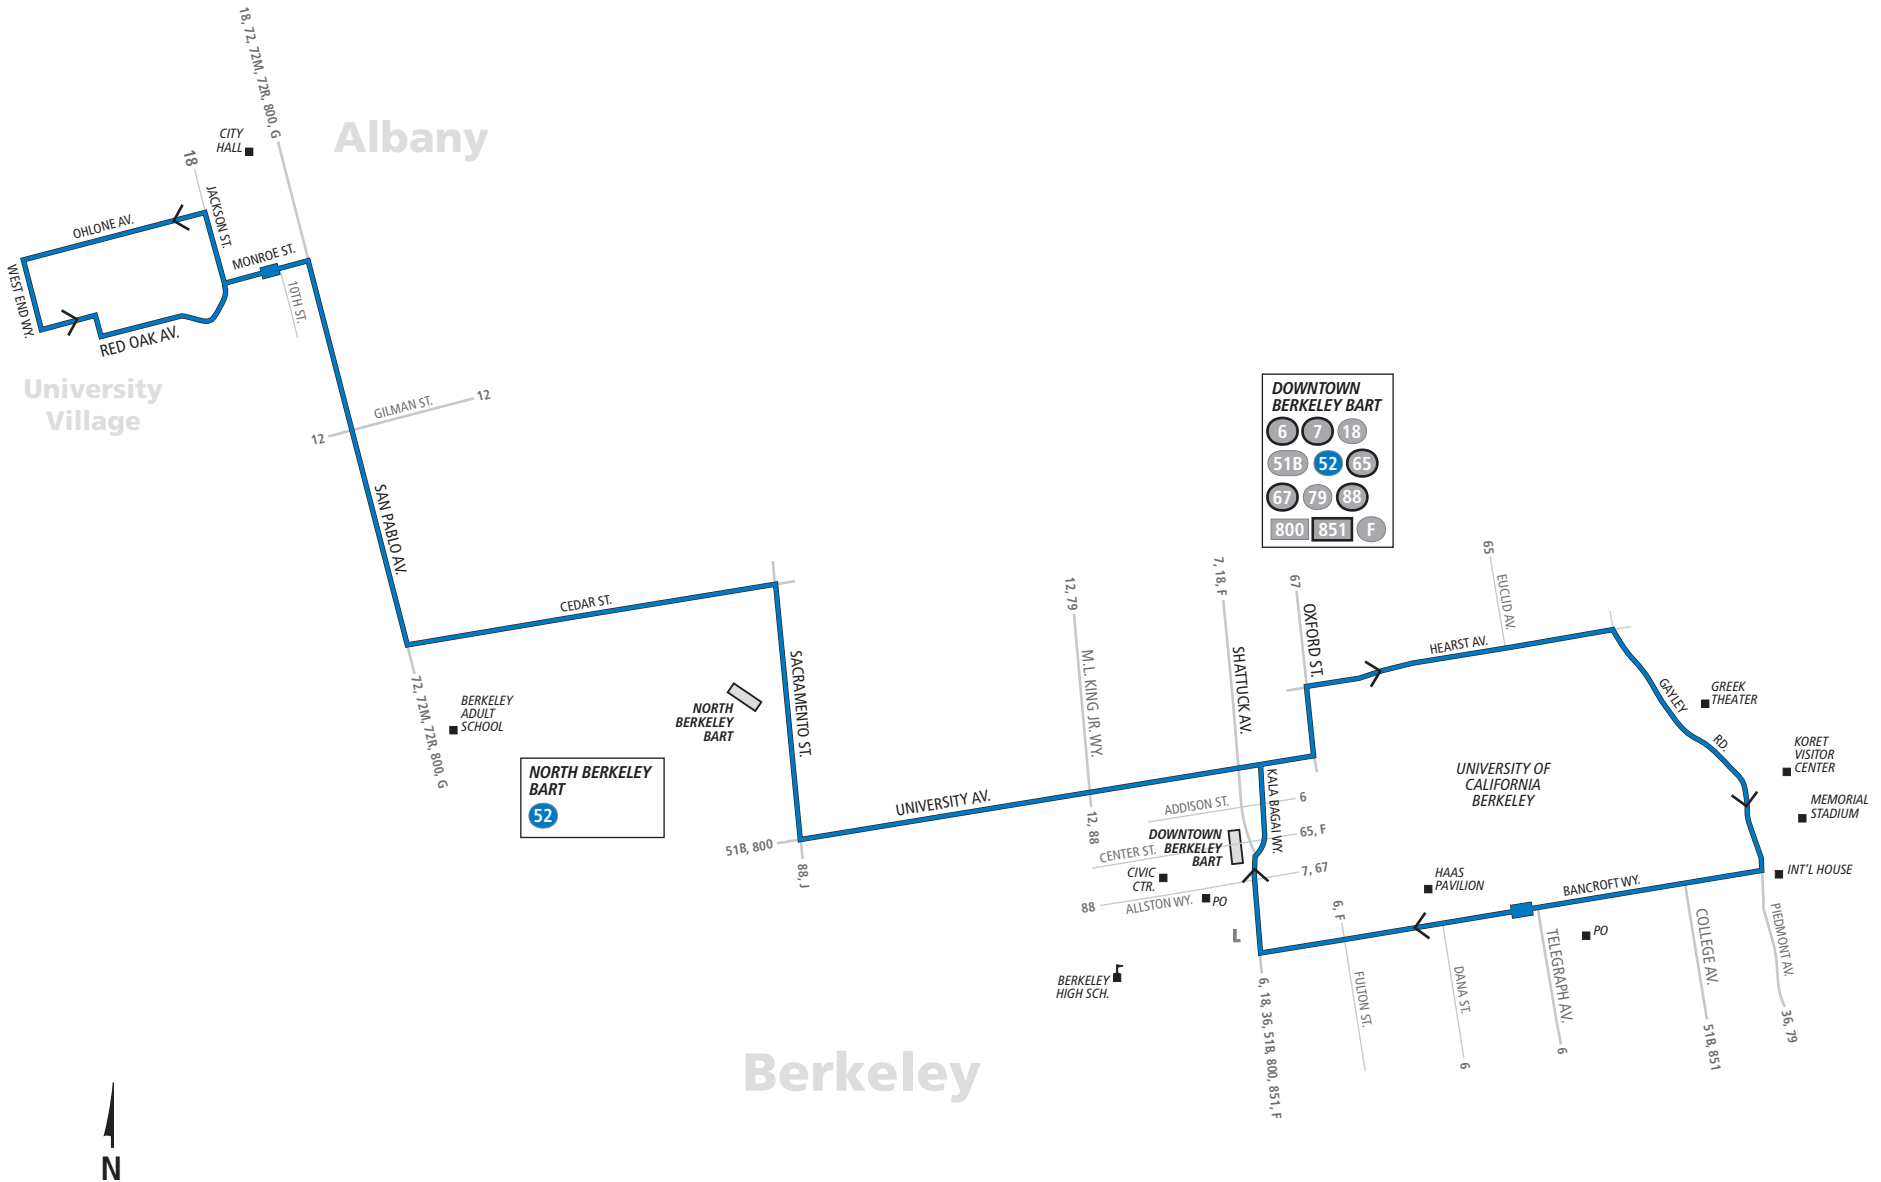 18, 72, 72M, 72R, 800, G
CITY
HALL
Albany
18
JACKSON ST.
OHLONE AV.
MONROE ST.
WEST END WY.
10TH ST.
RED OAK AV.
University
Village
GILMAN ST.
12
12
SAN PABLO AV.
CEDAR ST.
72, 72M, 72R, 800, G
BERKELEY
ADULT
SCHOOL
NORTH
BERKELEY
BART
SACRAMENTO ST.
NORTH BERKELEY
BART
52
51B, 800
88, J
UNIVERSITY AV.
12, 79
M.L. KING JR. WY.
12, 88
7, 18, F
SHATTUCK AV.
67
OXFORD ST.
DOWNTOWN
BERKELEY BART
6
7
18
51B
52
65
67
79
88
800
851
F
65
EUCLID AV.
HEARST AV.
GAYLEY
RD.
GREEK
THEATER
KORET
VISITOR
CENTER
MEMORIAL
STADIUM
INT'L HOUSE
UNIVERSITY OF
CALIFORNIA
BERKELEY
KALA BAGAI WY.
ADDISON ST.
6
DOWNTOWN
BERKELEY
BART
CENTER ST.
65, F
CIVIC
CTR.
7, 67
88
ALLSTON WY.
PO
L
BERKELEY
HIGH SCH.
HAAS
PAVILION
BANCROFT WY.
6, F
FULTON ST.
DANA ST.
6
TELEGRAPH AV.
6
PO
COLLEGE AV.
51B, 851
PIEDMONT AV.
36, 79
6, 18, 36, 51B, 800, 851, F
Berkeley
N